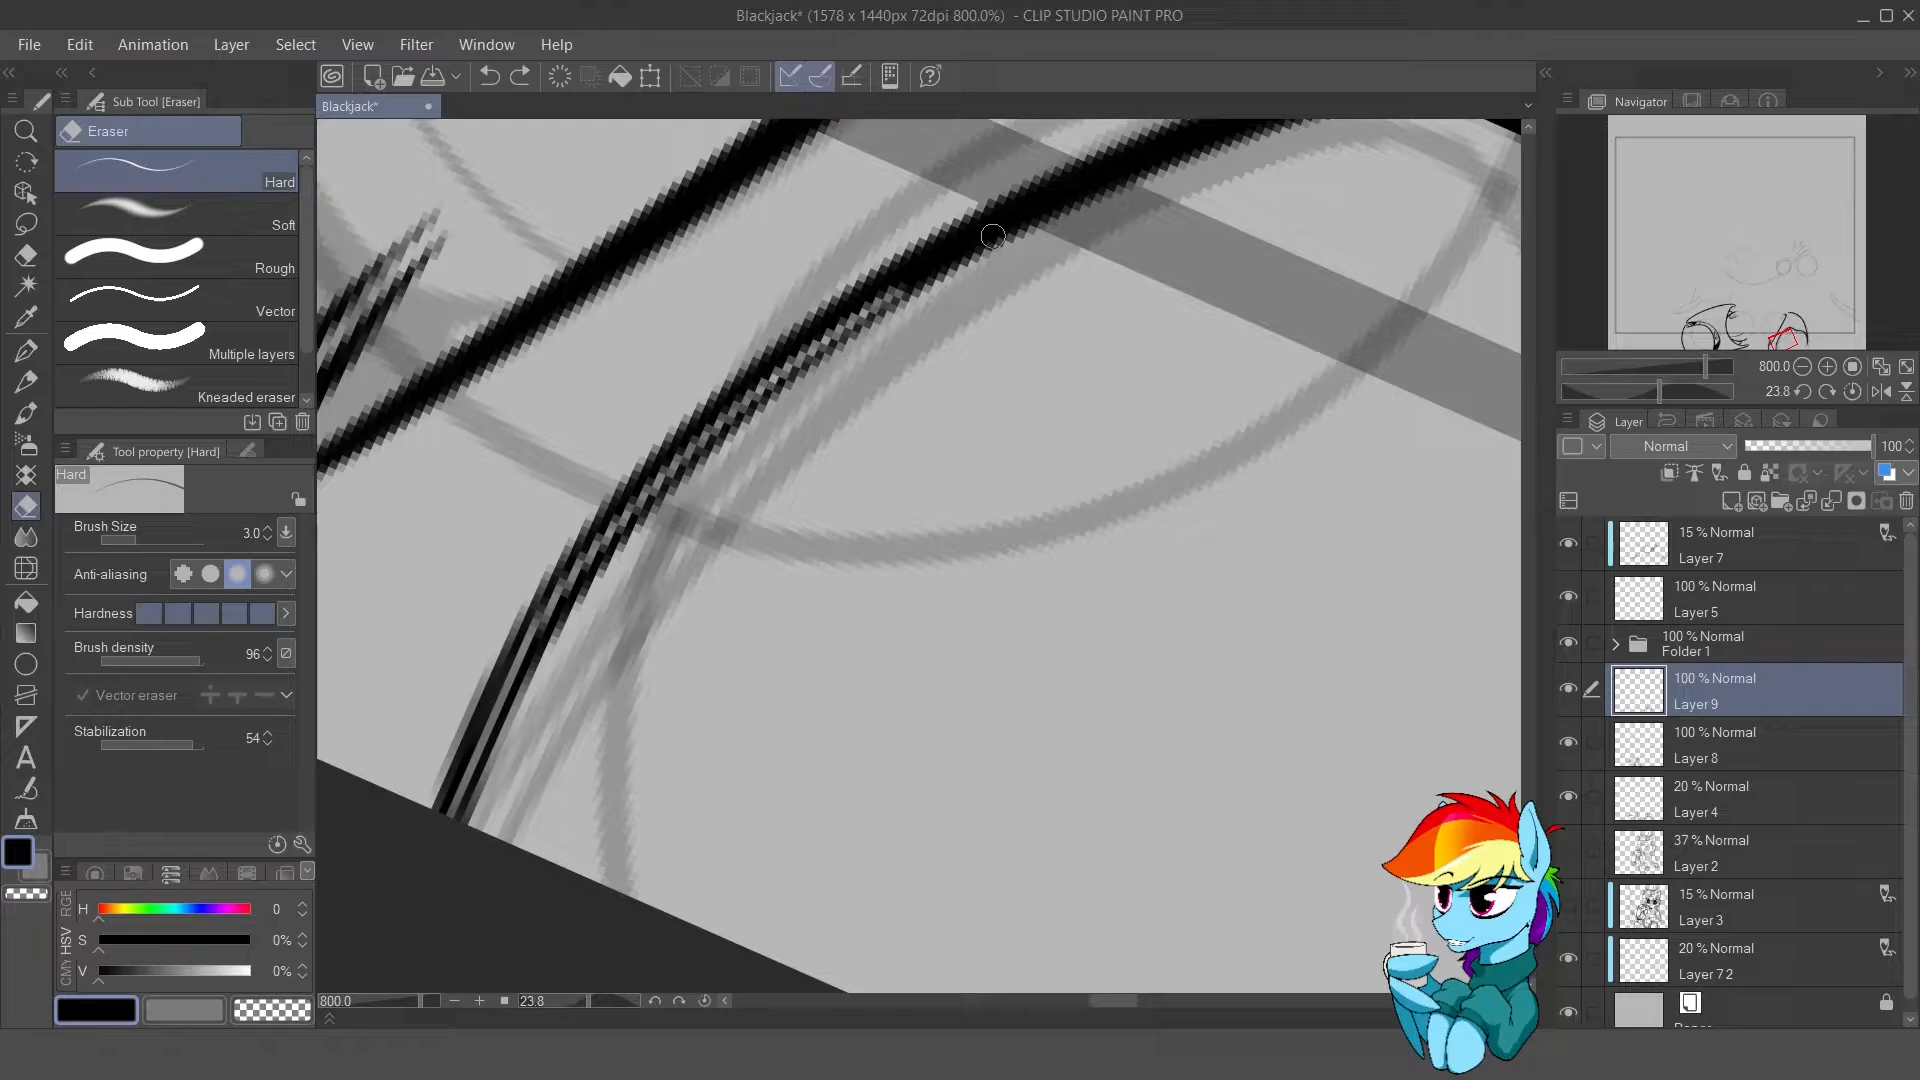 Blackjack* (1578 x 1440px 72dpi 800.0%) - CLIP STUDIO PAINT PRO
File Edit Animation Layer Select View Filter Window Help
Sub Tool [Eraser]
Blackjack*
Navigator
Eraser
Hard
Soft
Rough
Vector
Multiple layers
Kneaded eraser
800.0
23.8
Tool property [Hard]
Layer
Hard
Normal 100
Brush Size 3.0
Anti-aliasing
Hardness
Brush density 96
Vector eraser
Stabilization 54
15 % Normal
Layer 7
100 % Normal
Layer 5
100 % Normal
Folder 1
100 % Normal
Layer 9
100 % Normal
Layer 8
20 % Normal
Layer 4
37 % Normal
Layer 2
15 % Normal
Layer 3
20 % Normal
Layer 7 2
RGB
HSV
CMY
H 0
S 0%
V 0%
A
800.0 23.8